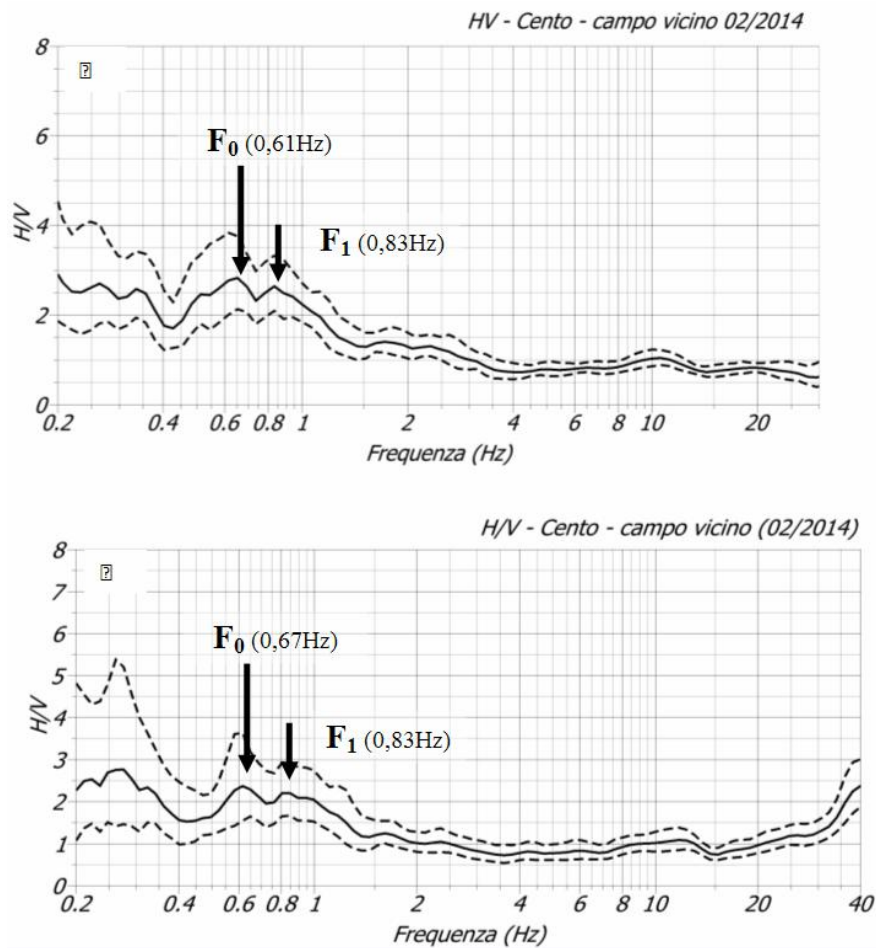 HV - Cento - campo vicino 02/2014
8
6
4
2
0
H/V
F0 (0,61Hz)
F1 (0,83Hz)
0.2 0.4 0.6 0.8 1 2 4 6 8 10 20
Frequenza (Hz)
H/V - Cento - campo vicino (02/2014)
8
7
6
5
4
3
2
1
0
H/V
F0 (0,67Hz)
F1 (0,83Hz)
0.2 0.4 0.6 0.8 1 2 4 6 8 10 20 40
Frequenza (Hz)